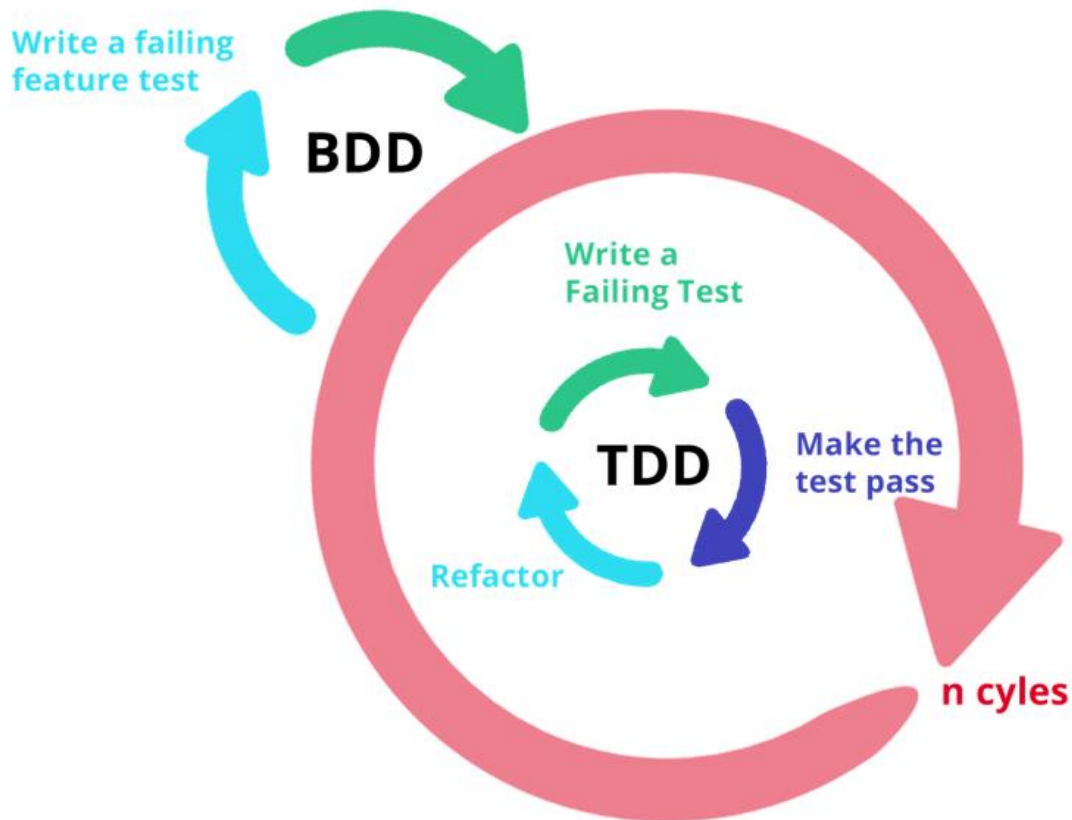 Write a failing
feature test
BDD
Write a
Failing Test
TDD
Make the
test pass
Refactor
n cyles